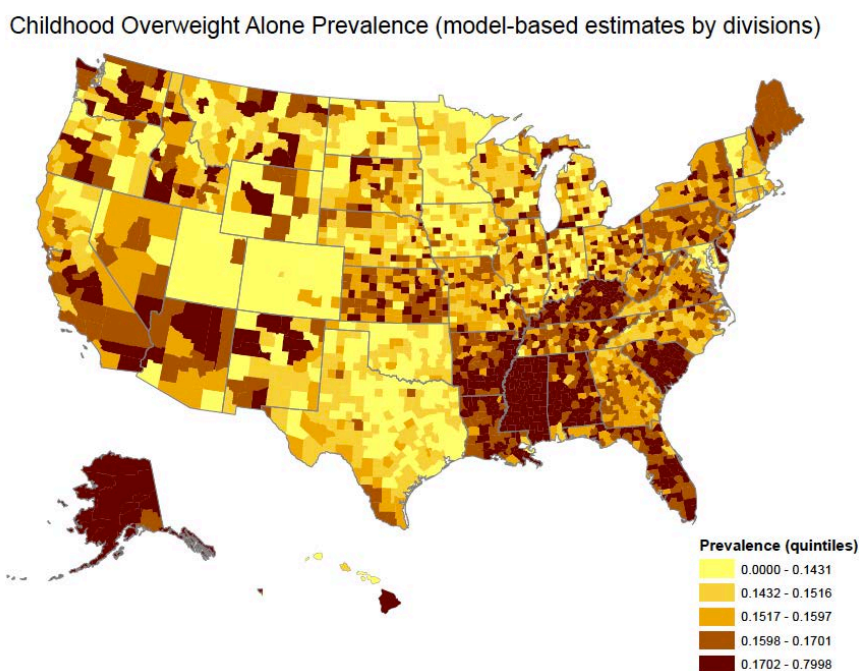 Childhood Overweight Alone Prevalence (model-based estimates by divisions)
Prevalence (quintiles)
0.0000 - 0.1431
0.1432 - 0.1516
0.1517 - 0.1597
0.1598 - 0.1701
0.1702 - 0.7998